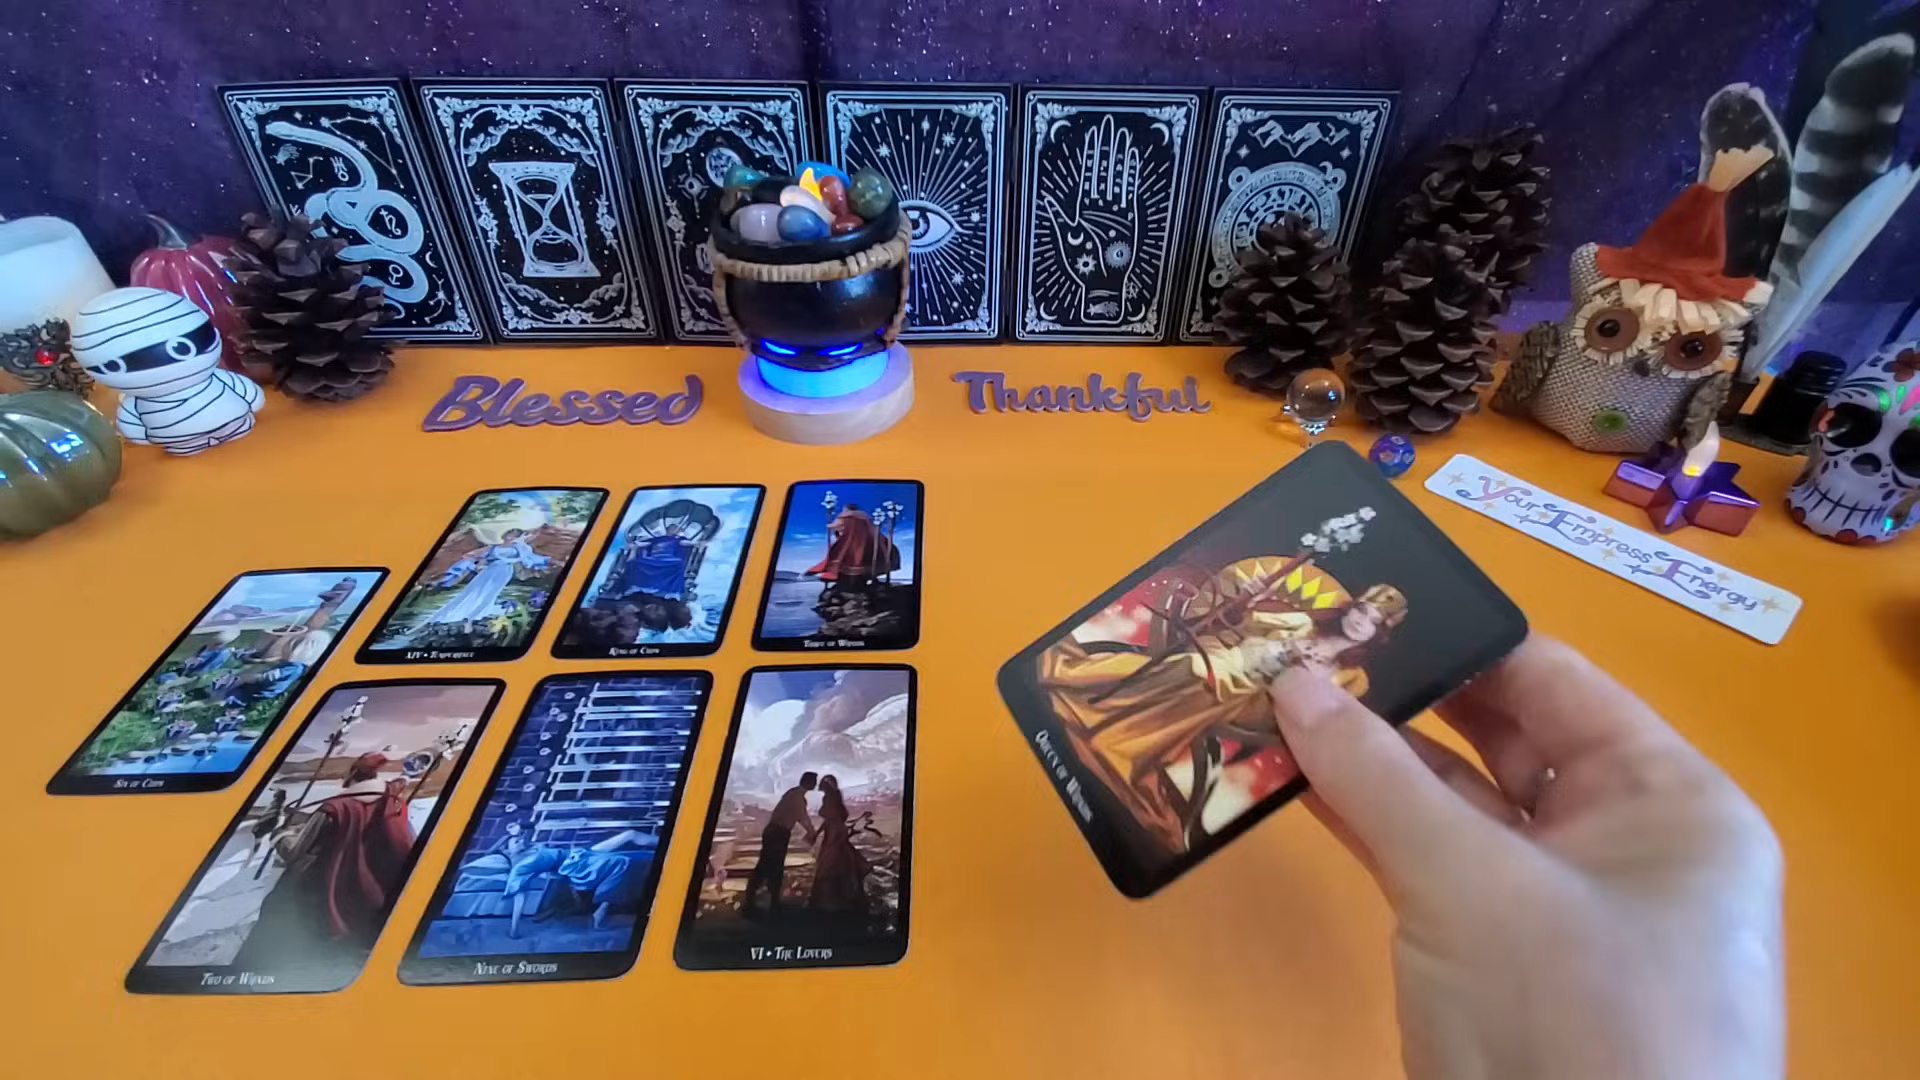 Blessed
Thankful
Your Empress Energy
XIV • Temperance
King of Cups
Three of Wands
Six of Cups
Queen of Wands
Two of Wands
Nine of Swords
VI • The Lovers